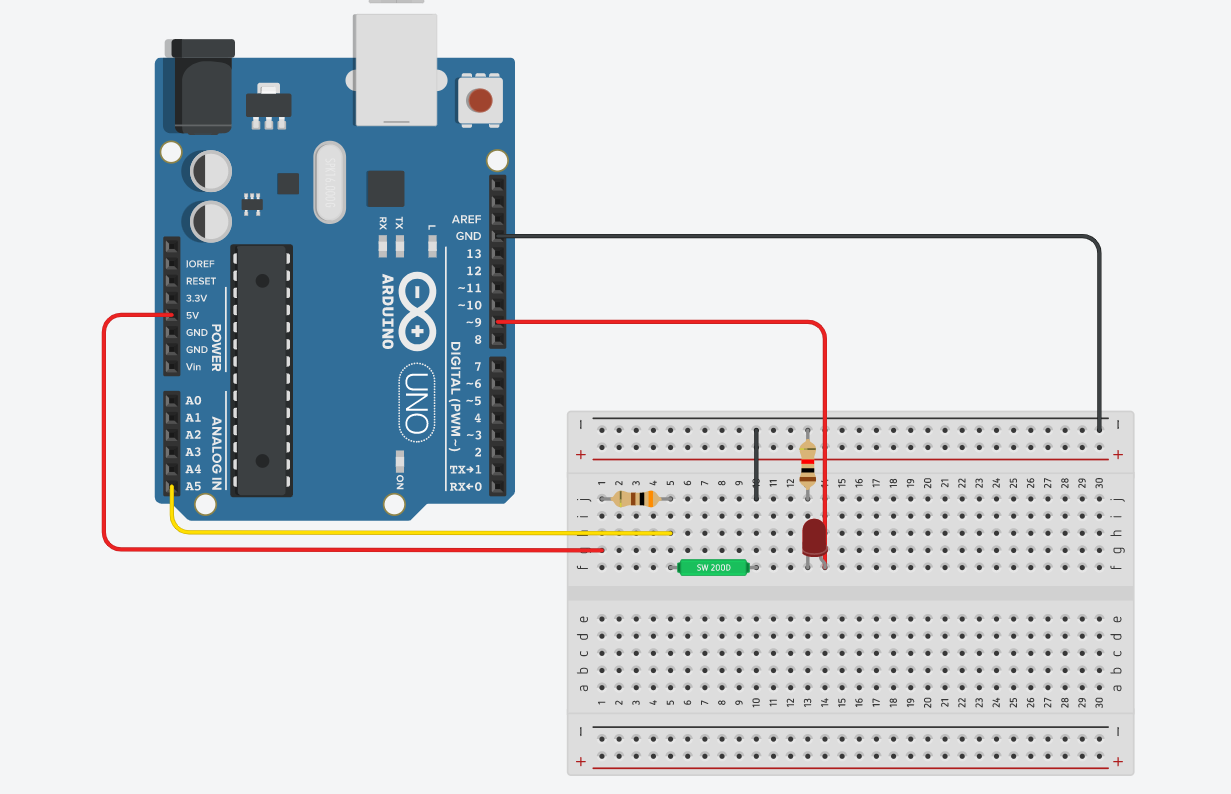 AREF
GND
13
12
~11
~10
~9
8
7
~6
~5
4
~3
2
TX→1
RX←0
DIGITAL (PWM~)
IOREF
RESET
3.3V
5V
GND
GND
Vin
POWER
A0
A1
A2
A3
A4
A5
ANALOG IN
RX
TX
L
ARDUINO
UNO
ON
- -
+ +
1 2 3 4 5 6 7 8 9 10 11 12 13 14 15 16 17 18 19 20 21 22 23 24 25 26 27 28 29 30
j j
i i
h h
g g
f f
SW 200D
e e
d d
c c
b b
a a
1 2 3 4 5 6 7 8 9 10 11 12 13 14 15 16 17 18 19 20 21 22 23 24 25 26 27 28 29 30
- -
+ +